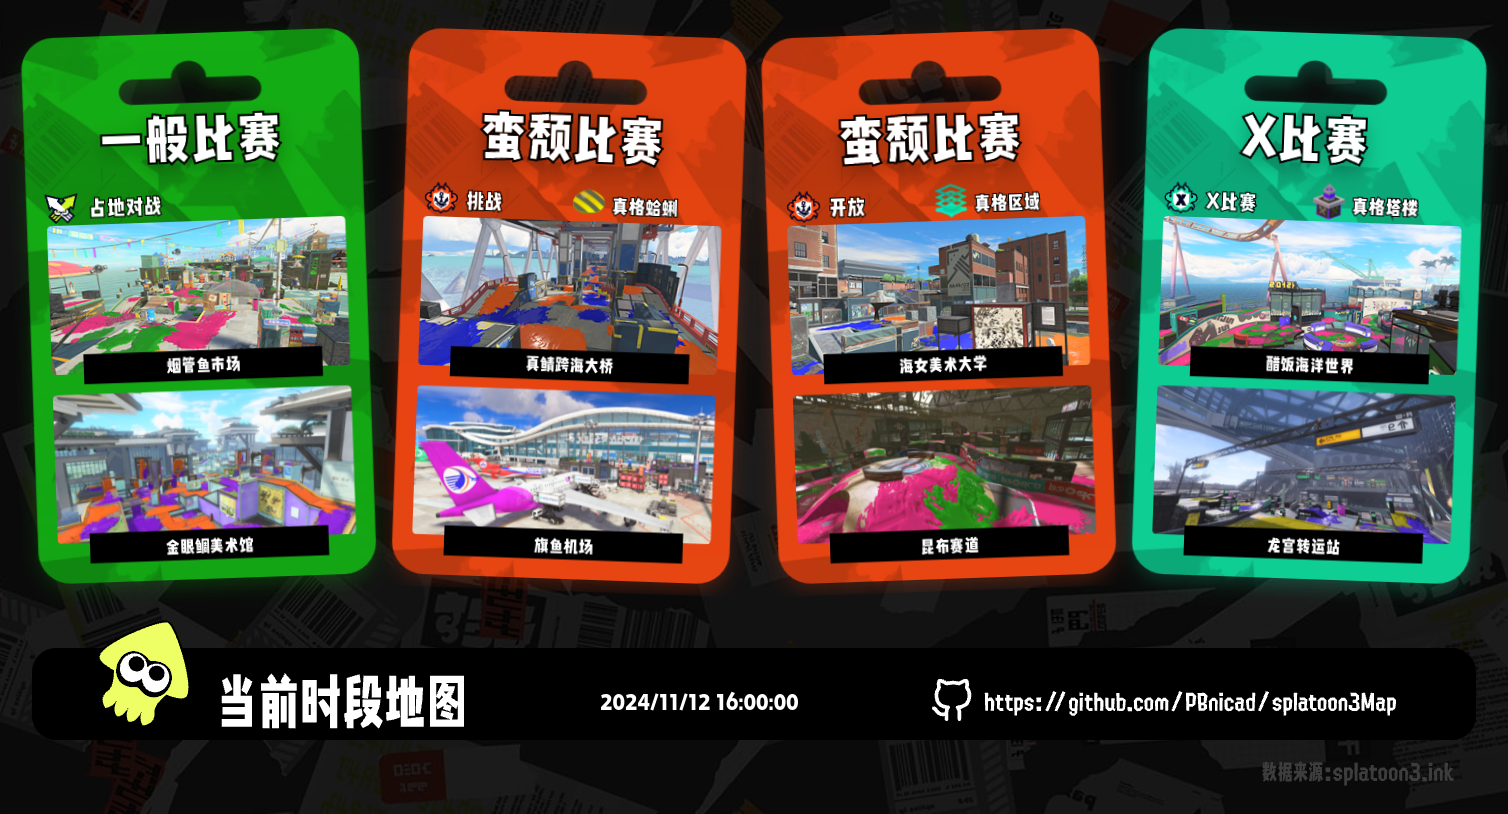 一般比赛
占地对战
烟管鱼市场
金眼鲷美术馆
蛮颓比赛
挑战
真格蛤蜊
真鲭跨海大桥
旗鱼机场
蛮颓比赛
开放
真格区域
海女美术大学
昆布赛道
X比赛
X比赛
真格塔楼
醋饭海洋世界
龙宫转运站
当前时段地图
2024/11/12 16:00:00
https://github.com/PBnicad/splatoon3Map
数据来源:splatoon3.ink